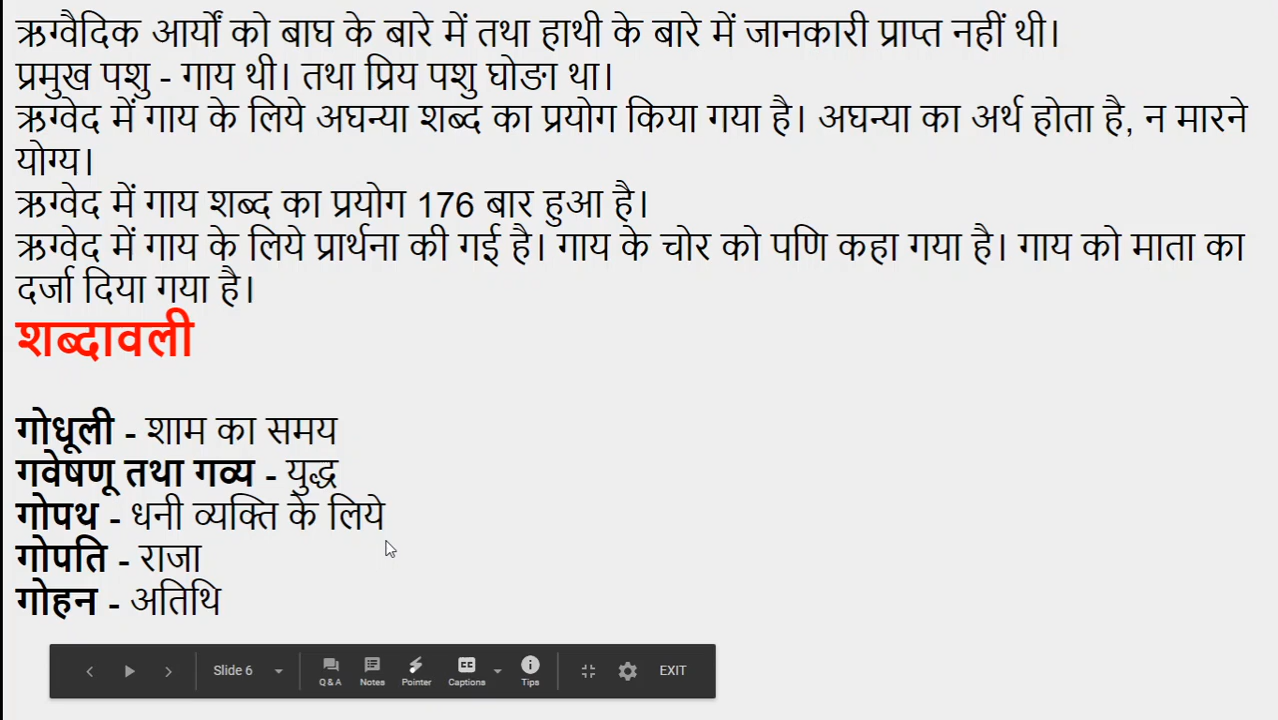 ऋग्वैदिक आर्यों को बाघ के बारे में तथा हाथी के बारे में जानकारी प्राप्त नहीं थी।
प्रमुख पशु - गाय थी। तथा प्रिय पशु घोङा था।
ऋग्वेद में गाय के लिये अघन्या शब्द का प्रयोग किया गया है। अघन्या का अर्थ होता है, न मारने
योग्य।
ऋग्वेद में गाय शब्द का प्रयोग 176 बार हुआ है।
ऋग्वेद में गाय के लिये प्रार्थना की गई है। गाय के चोर को पणि कहा गया है। गाय को माता का
दर्जा दिया गया है।
शब्दावली
गोधूली - शाम का समय
गवेषणू तथा गव्य - युद्ध
गोपथ - धनी व्यक्ति के लिये
गोपति - राजा
गोहन - अतिथि
Slide 6 Q & A Notes Pointer CC Captions Tips EXIT